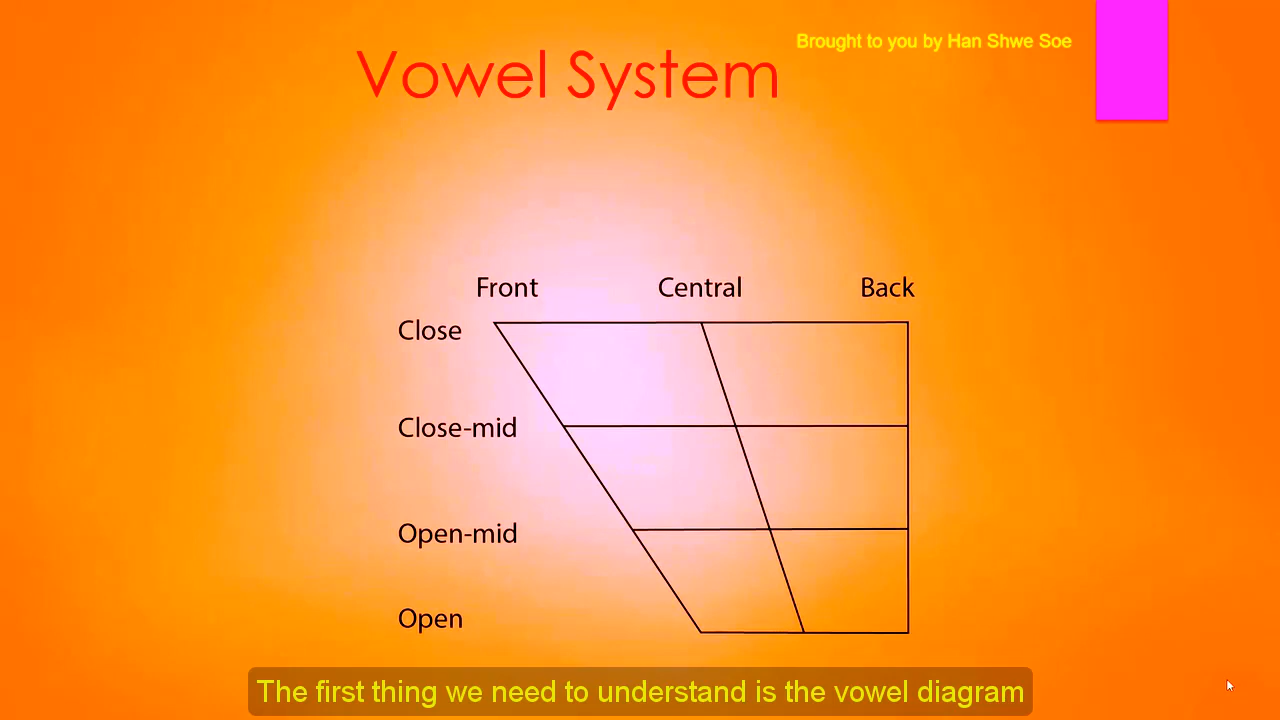 Brought to you by Han Shwe Soe
Vowel System
Front Central Back
Close
Close-mid
Open-mid
Open
The first thing we need to understand is the vowel diagram